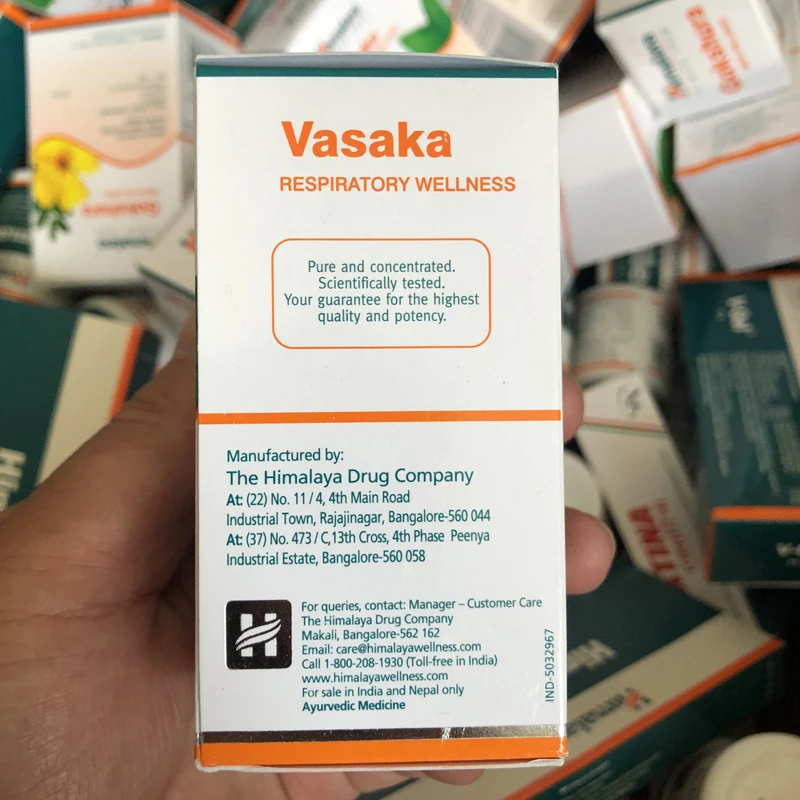 Vasaka
RESPIRATORY WELLNESS
Pure and concentrated.
Scientifically tested.
Your guarantee for the highest
quality and potency.
Manufactured by:
The Himalaya Drug Company
At: (22) No. 11 / 4, 4th Main Road
Industrial Town, Rajajinagar, Bangalore-560 044
At: (37) No. 473 / C,13th Cross, 4th Phase Peenya
Industrial Estate, Bangalore-560 058
H
For queries, contact: Manager – Customer Care
The Himalaya Drug Company
Makali, Bangalore-562 162
Email: care@himalayawellness.com
Call 1-800-208-1930 (Toll-free in India)
www.himalayawellness.com
For sale in India and Nepal only
Ayurvedic Medicine
IND-5032967
Himalaya
Gokshura